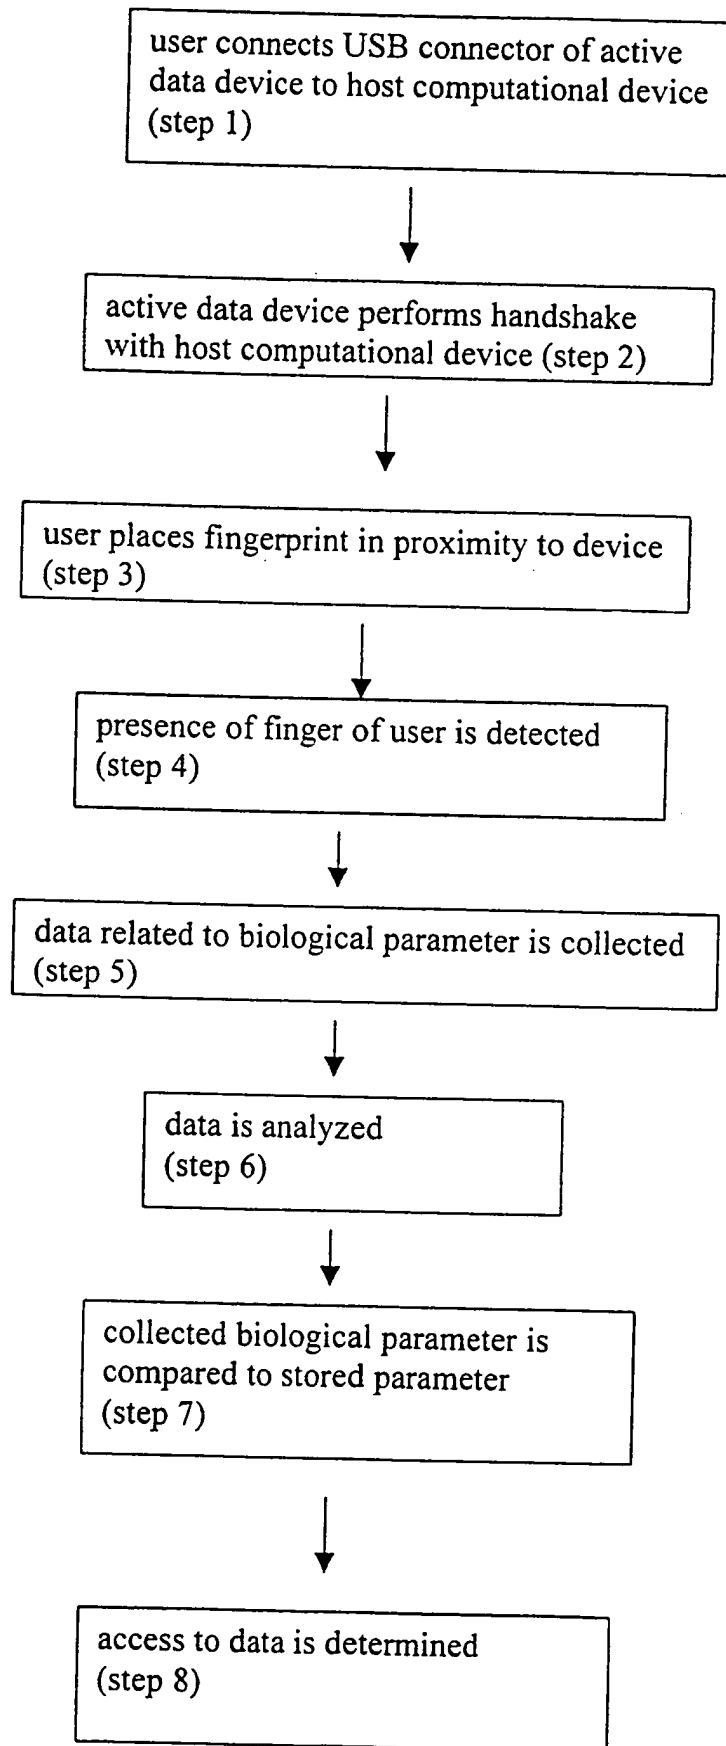 user connects USB connector of active
data device to host computational device
(step 1)
active data device performs handshake
with host computational device (step 2)
user places fingerprint in proximity to device
(step 3)
presence of finger of user is detected
(step 4)
data related to biological parameter is collected
(step 5)
data is analyzed
(step 6)
collected biological parameter is
compared to stored parameter
(step 7)
access to data is determined
(step 8)